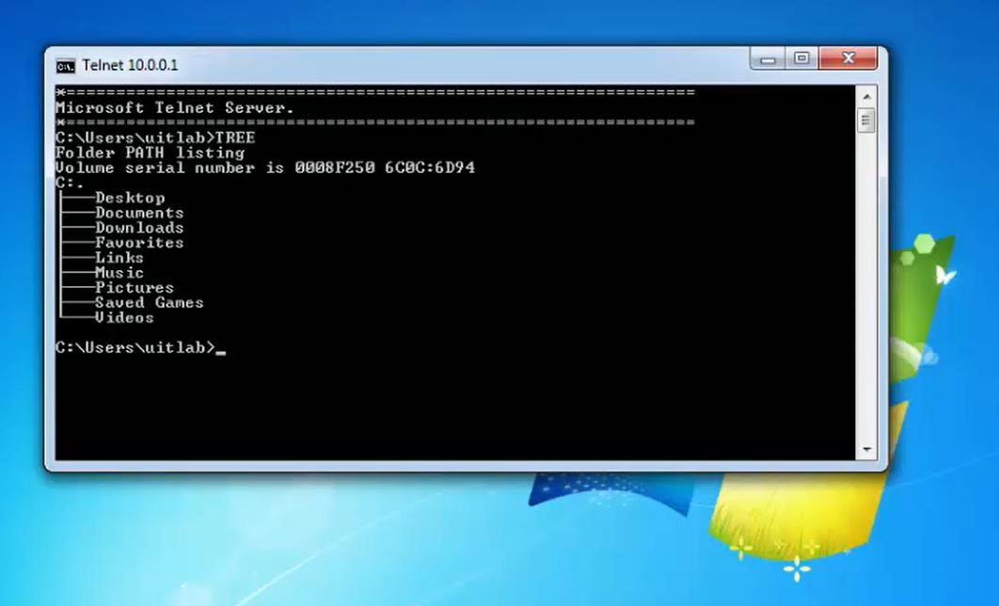 Telnet 10.0.0.1
*===============================================================
Microsoft Telnet Server.
*===============================================================
C:\Users\uitlab>TREE
Folder PATH listing
Volume serial number is 0008F250 6C0C:6D94
C:.
├───Desktop
├───Documents
├───Downloads
├───Favorites
├───Links
├───Music
├───Pictures
├───Saved Games
└───Videos
C:\Users\uitlab>_